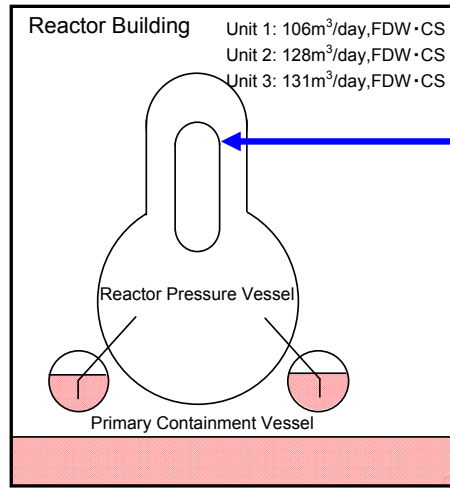 Reactor Building
Unit 1: 106m³/day,FDW・CS
Unit 2: 128m³/day,FDW・CS
Unit 3: 131m³/day,FDW・CS
Reactor Pressure Vessel
Primary Containment Vessel